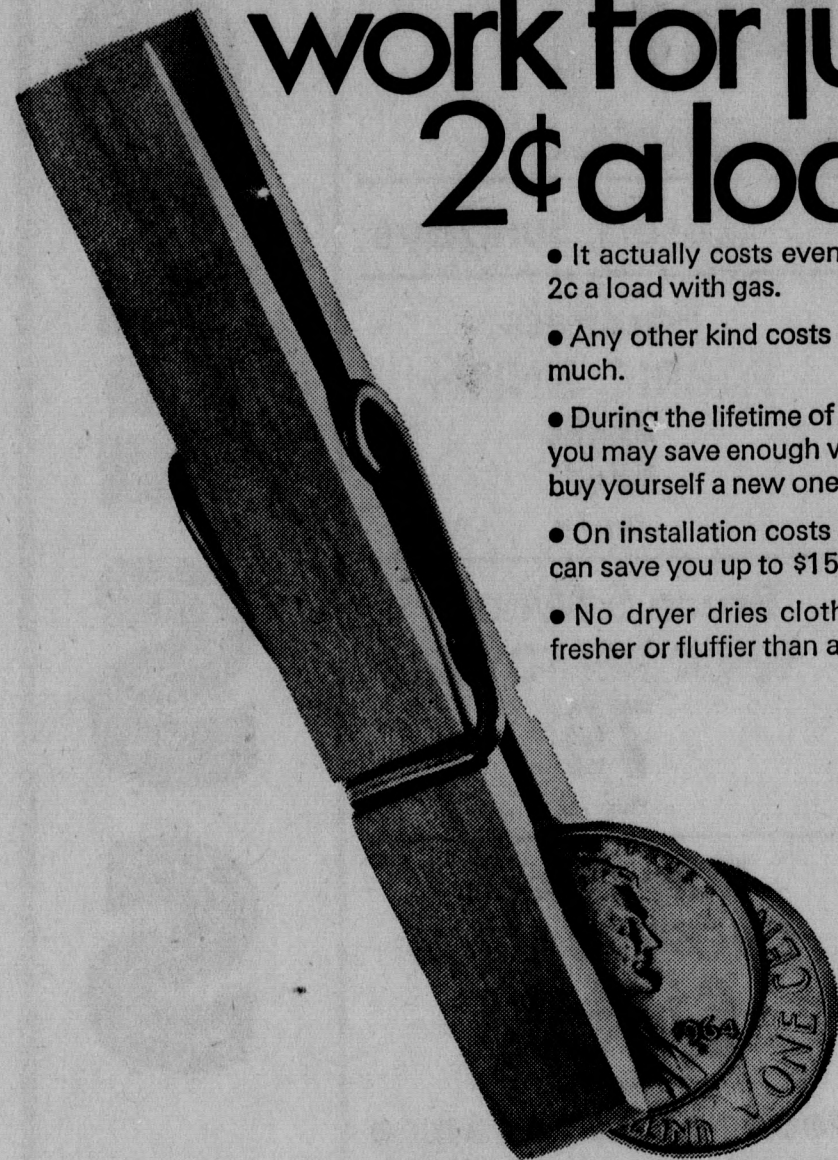 work for ju
2¢ a loa
• It actually costs even
2c a load with gas.
• Any other kind costs
much.
• During the lifetime of
you may save enough
buy yourself a new one
• On installation costs
can save you up to $15
• No dryer dries cloth
fresher or fluffier than a
1964
ONE CEN